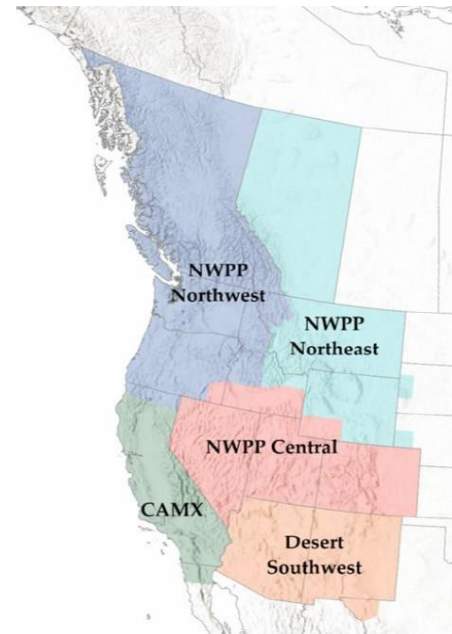 NWPP
Northwest
NWPP
Northeast
NWPP Central
CAMX
Desert
Southwest